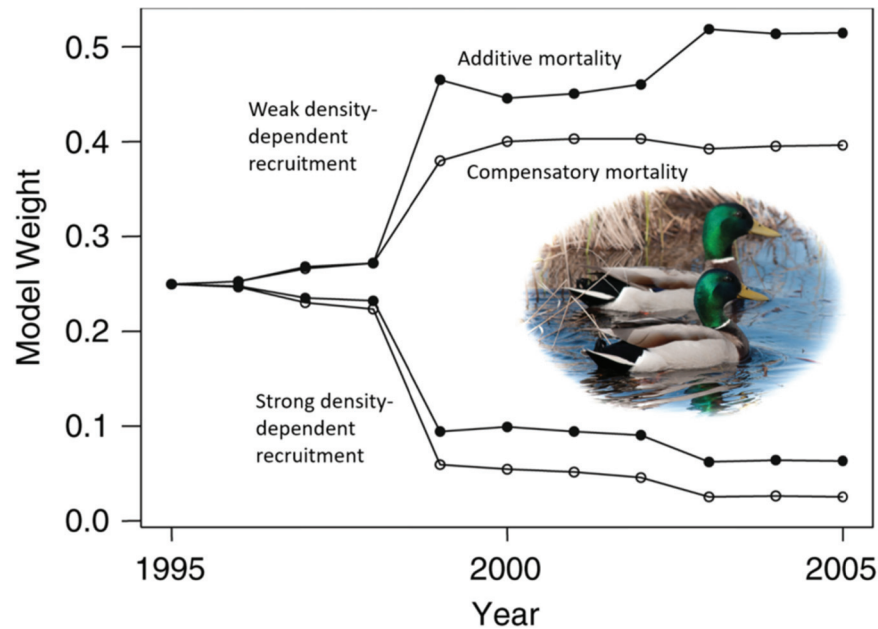 0.5
0.4
0.3
0.2
0.1
0.0
Model Weight
Additive mortality
Weak density-
dependent
recruitment
Compensatory mortality
Strong density-
dependent
recruitment
1995
2000
2005
Year